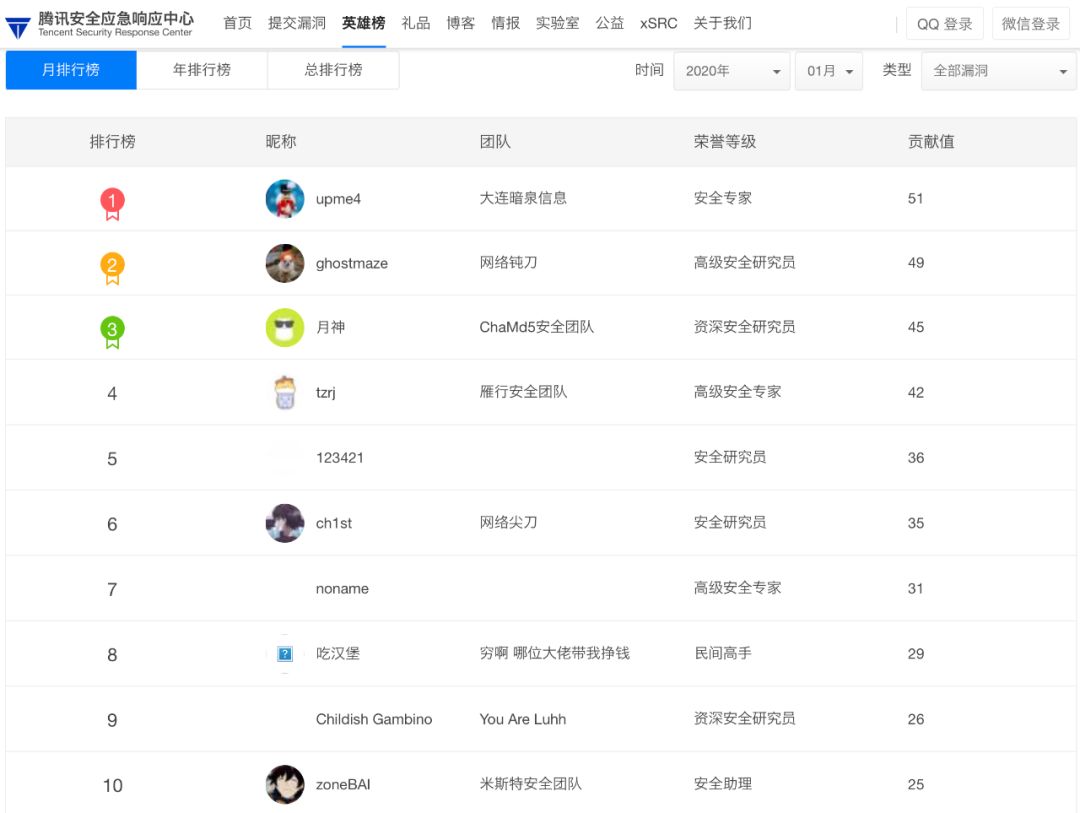 腾讯安全应急响应中心
Tencent Security Response Center
首页 提交漏洞 英雄榜 礼品 博客 情报 实验室 公益 xSRC 关于我们
QQ 登录 微信登录
月排行榜 年排行榜 总排行榜 时间 2020年 01月 类型 全部漏洞
排行榜 昵称 团队 荣誉等级 贡献值
1 upme4 大连暗泉信息 安全专家 51
2 ghostmaze 网络钝刀 高级安全研究员 49
3 月神 ChaMd5安全团队 资深安全研究员 45
4 tzrj 雁行安全团队 高级安全专家 42
5 123421 安全研究员 36
6 ch1st 网络尖刀 安全研究员 35
7 noname 高级安全专家 31
8 吃汉堡 穷啊 哪位大佬带我挣钱 民间高手 29
9 Childish Gambino You Are Luhh 资深安全研究员 26
10 zoneBAI 米斯特安全团队 安全助理 25